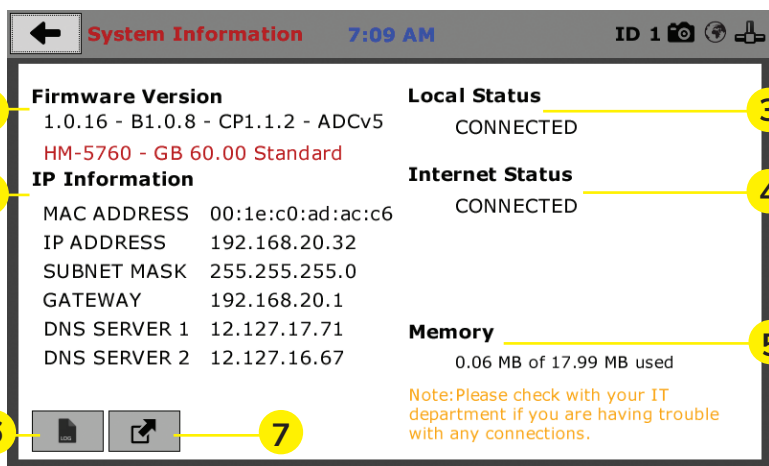 System Information 7:09 AM ID 1
Firmware Version
1.0.16 - B1.0.8 - CP1.1.2 - ADCv5
HM-5760 - GB 60.00 Standard
IP Information
MAC ADDRESS 00:1e:c0:ad:ac:c6
IP ADDRESS 192.168.20.32
SUBNET MASK 255.255.255.0
GATEWAY 192.168.20.1
DNS SERVER 1 12.127.17.71
DNS SERVER 2 12.127.16.67
Local Status
CONNECTED
3
Internet Status
CONNECTED
4
Memory
0.06 MB of 17.99 MB used
5
Note:Please check with your IT
department if you are having trouble
with any connections.
6
LOG
7